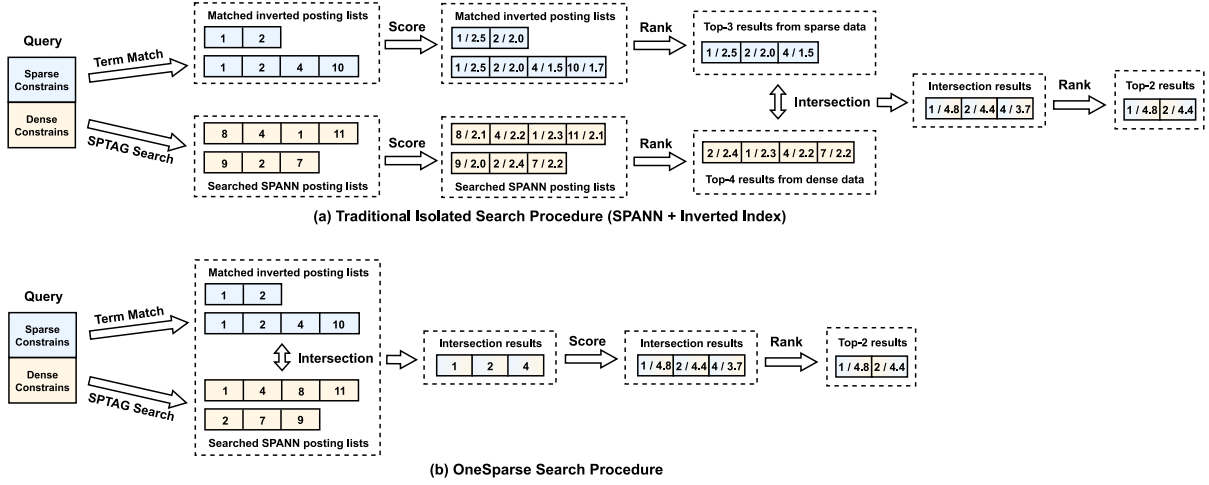 Query
Sparse
Constrains
Dense
Constrains
Term Match
SPTAG Search
Matched inverted posting lists
1 2
1 2 4 10
8 4 1 11
9 2 7
Searched SPANN posting lists
Score
Score
Matched inverted posting lists
1 / 2.5 2 / 2.0
1 / 2.5 2 / 2.0 4 / 1.5 10 / 1.7
8 / 2.1 4 / 2.2 1 / 2.3 11 / 2.1
9 / 2.0 2 / 2.4 7 / 2.2
Searched SPANN posting lists
Rank
Rank
Top-3 results from sparse data
1 / 2.5 2 / 2.0 4 / 1.5
Intersection
2 / 2.4 1 / 2.3 4 / 2.2 7 / 2.2
Top-4 results from dense data
Intersection results
1 / 4.8 2 / 4.4 4 / 3.7
Rank
Top-2 results
1 / 4.8 2 / 4.4
(a) Traditional Isolated Search Procedure (SPANN + Inverted Index)
Query
Sparse
Constrains
Dense
Constrains
Term Match
SPTAG Search
Matched inverted posting lists
1 2
1 2 4 10
Intersection
1 4 8 11
2 7 9
Searched SPANN posting lists
Intersection results
1 2 4
Score
Intersection results
1 / 4.8 2 / 4.4 4 / 3.7
Rank
Top-2 results
1 / 4.8 2 / 4.4
(b) OneSparse Search Procedure